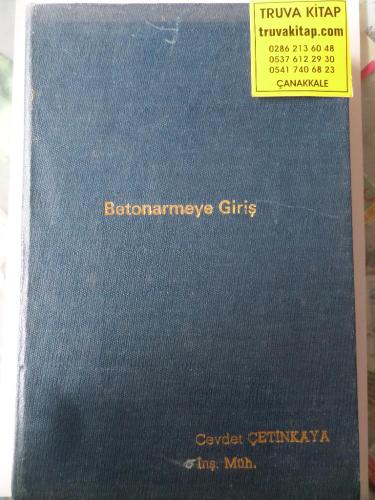 TRUVA KİTAP
truvakitap.com
0286 213 60 48
0537 612 29 30
0541 740 68 23
ÇANAKKALE
Betonarmeye Giriş
Cevdet ÇETİNKAYA
İnş. Müh.